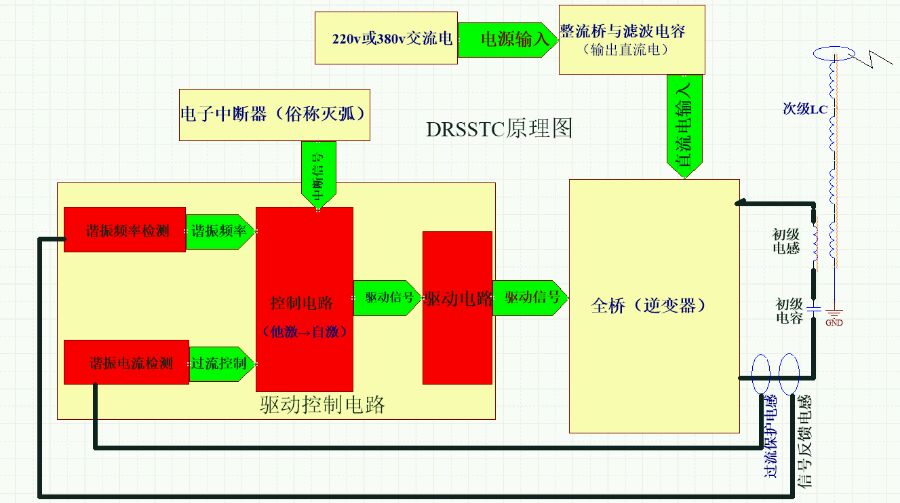 220v或380v交流电
电源输入
整流桥与滤波电容
（输出直流电）
直流电输入
次级LC
电子中断器（俗称灭弧）
DRSSTC原理图
中断信号
谐振频率检测
谐振频率
控制电路
（他激→自激）
驱动信号
驱动电路
驱动信号
全桥（逆变器）
初级
电感
初级
电容
GND
谐振电流检测
过流控制
驱动控制电路
过流保护电感
信号反馈电感